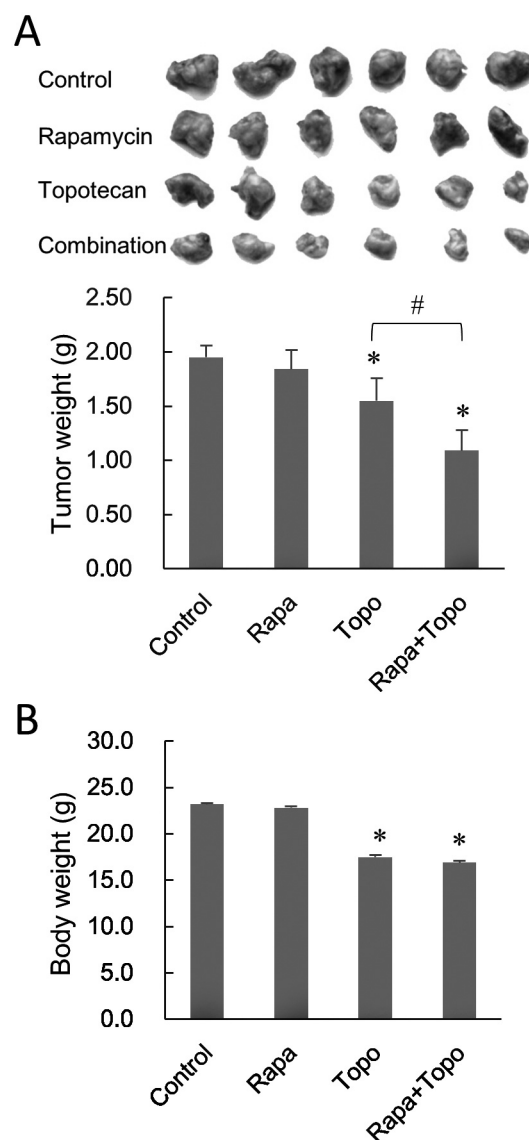 A
Control
Rapamycin
Topotecan
Combination
Tumor weight (g)
2.50
2.00
1.50
1.00
0.50
0.00
#
*
*
Control
Rapa
Topo
Rapa+Topo
B
Body weight (g)
30.0
25.0
20.0
15.0
10.0
5.0
0.0
*
*
Control
Rapa
Topo
Rapa+Topo